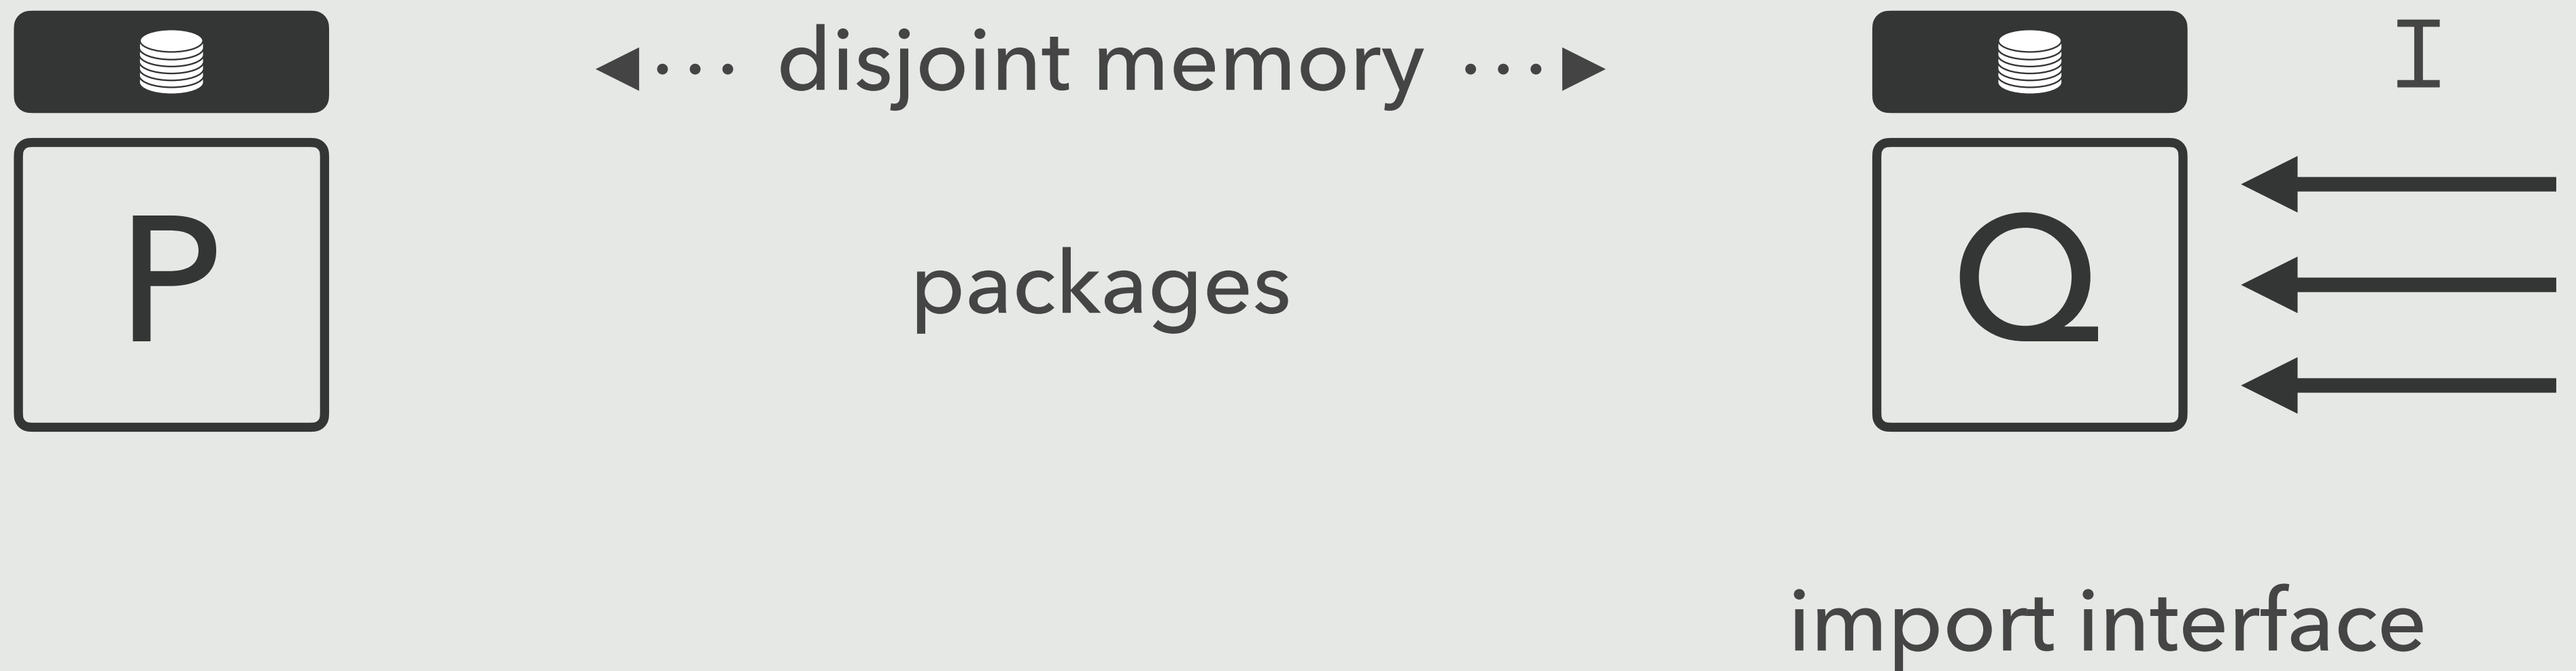 disjoint memory
I
P
packages
Q
import interface